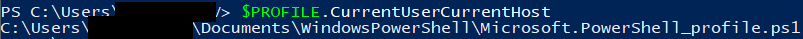 PS C:\Users\ /> $PROFILE.CurrentUserCurrentHost
C:\Users\ \Documents\WindowsPowerShell\Microsoft.PowerShell_profile.ps1